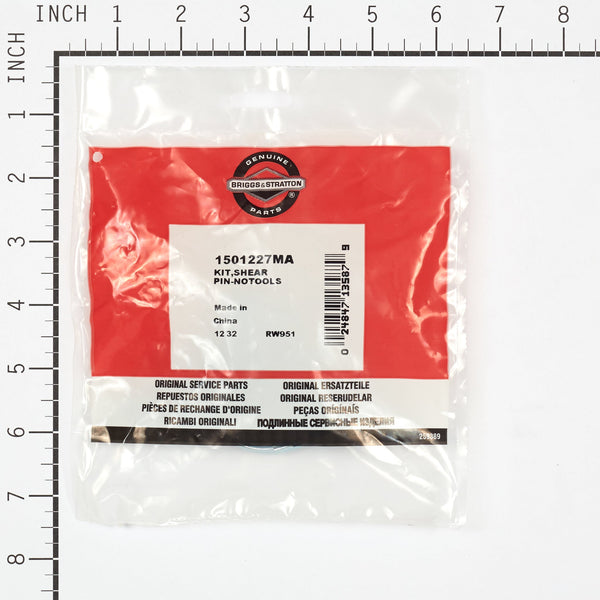 INCH 1 2 3 4 5 6 7 8
INCH
1
2
3
4
5
6
7
8
GENUINE
BRIGGS&STRATTON
®
PARTS
1501227MA
KIT,SHEAR
PIN-NOTOOLS
Made in
China
12 32 RW951
0 24847 13587 9
ORIGINAL SERVICE PARTS ORIGINAL ERSATZTEILE
REPUESTOS ORIGINALES ORIGINAL RESERUDELAR
PIÈCES DE RECHANGE D'ORIGINE PEÇAS ORIGINAIS
RICAMBI ORIGINALI ПОДЛИННЫЕ СЕРВИСНЫЕ ИЗДЕЛИЯ